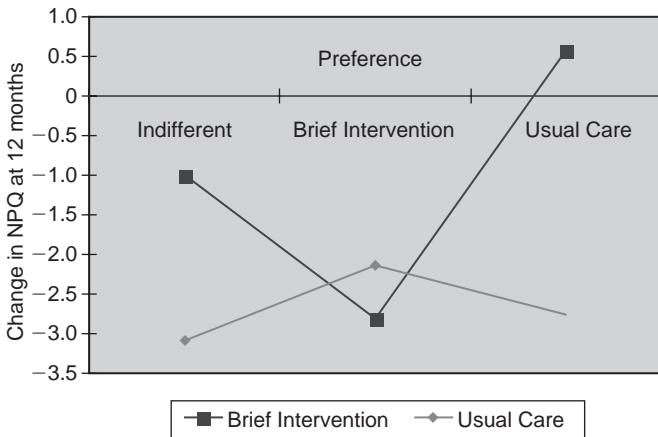 1.0
0.5
0
−0.5
−1.0
−1.5
−2.0
−2.5
−3.0
−3.5
Change in NPQ at 12 months
Preference
Indifferent Brief Intervention Usual Care
Brief Intervention Usual Care